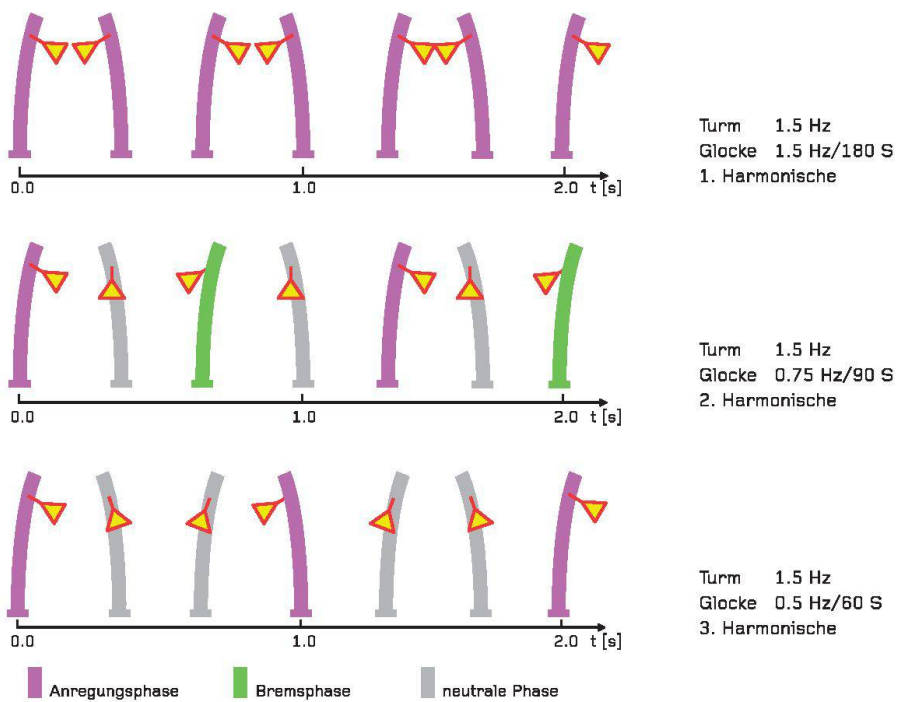 Turm 1.5 Hz
Glocke 1.5 Hz/180 S
1. Harmonische
0.0 1.0 2.0 t [s]
Turm 1.5 Hz
Glocke 0.75 Hz/90 S
2. Harmonische
0.0 1.0 2.0 t [s]
Turm 1.5 Hz
Glocke 0.5 Hz/60 S
3. Harmonische
0.0 1.0 2.0 t [s]
Anregungsphase Bremsphase neutrale Phase